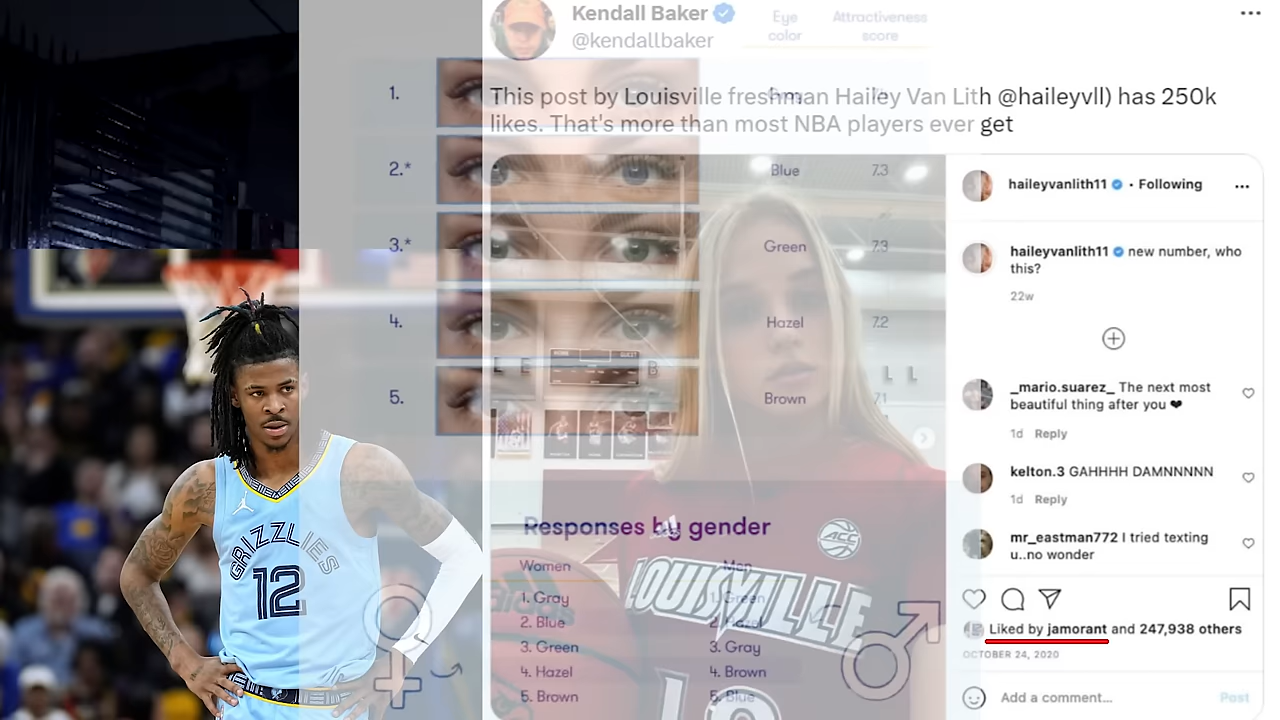 Kendall Baker
@kendallbaker
Eye
color
Attractiveness
score
This post by Louisville freshman Hailey Van Lith @haileyvll) has 250k
likes. That's more than most NBA players ever get
1.
Gray
2.*
Blue
7.3
3.*
Green
7.3
4.
Hazel
7.2
5.
Brown
haileyvanlith11 • Following
haileyvanlith11 new number, who
this?
22w
_mario.suarez_ The next most
beautiful thing after you ❤
1d Reply
kelton.3 GAHHHH DAMNNNNN
1d Reply
mr_eastman772 I tried texting
u..no wonder
Liked by jamorant and 247,938 others
OCTOBER 24, 2020
Add a comment...
Post
Responses by gender
Women
Men
1. Gray
1. Green
2. Blue
2. Hazel
3. Green
3. Gray
4. Hazel
4. Brown
5. Brown
5. Blue
GRIZZLIES
12
ACC
LOUISVILLE